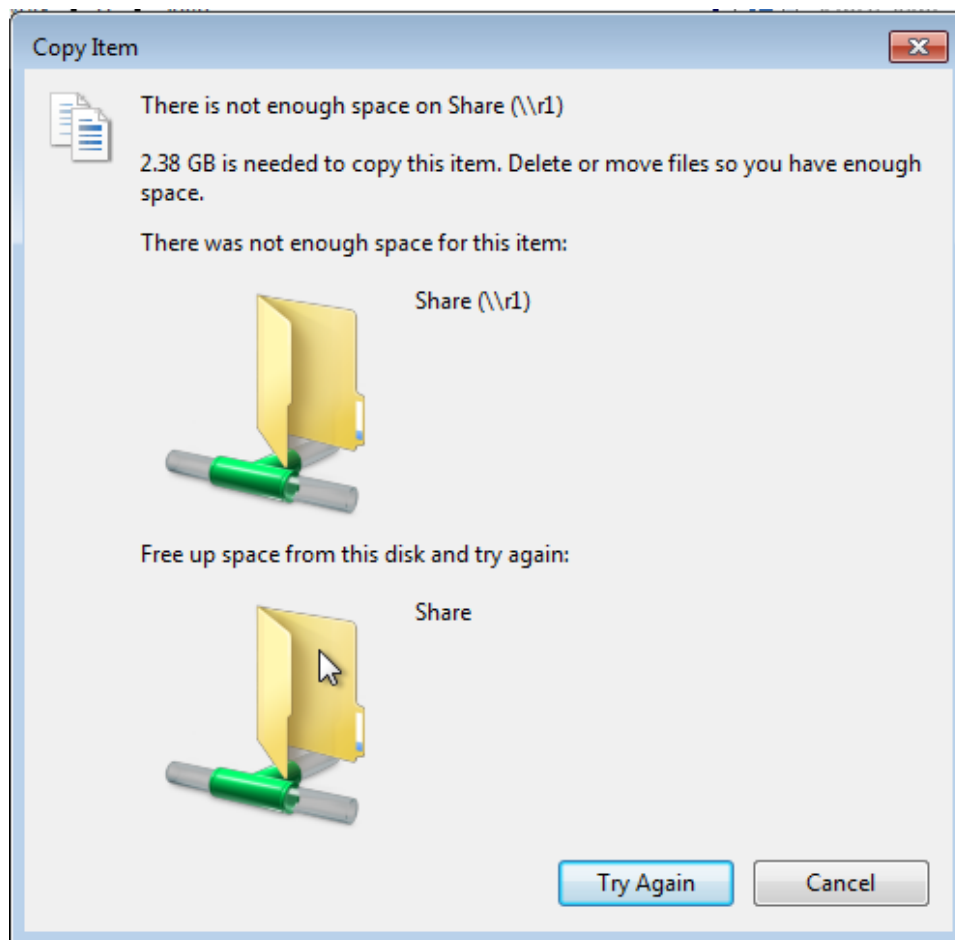 Copy Item
There is not enough space on Share (\\r1)
2.38 GB is needed to copy this item. Delete or move files so you have enough
space.
There was not enough space for this item:
Share (\\r1)
Free up space from this disk and try again:
Share
Try Again
Cancel